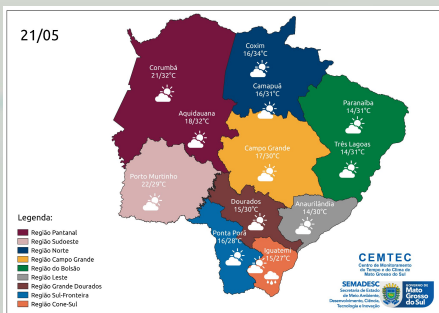 21/05
Coxim
16/34°C
Corumbá
21/32°C
Camapuã
16/31°C
Paranaíba
14/31°C
Aquidauana
18/32°C
Três Lagoas
14/31°C
Campo Grande
17/30°C
Porto Murtinho
22/29°C
Dourados
15/30°C
Anaurilândia
14/30°C
Ponta Porã
16/28°C
Iguatemi
15/27°C
Legenda:
Região Pantanal
Região Sudoeste
Região Norte
Região Campo Grande
Região do Bolsão
Região Leste
Região Grande Dourados
Região Sul-Fronteira
Região Cone-Sul
CEMTEC
Centro de Monitoramento
do Tempo e do Clima de
Mato Grosso do Sul
SEMADESC
Secretaria de Estado
de Meio Ambiente,
Desenvolvimento, Ciência,
Tecnologia e Inovação
GOVERNO DE
Mato
Grosso
do Sul